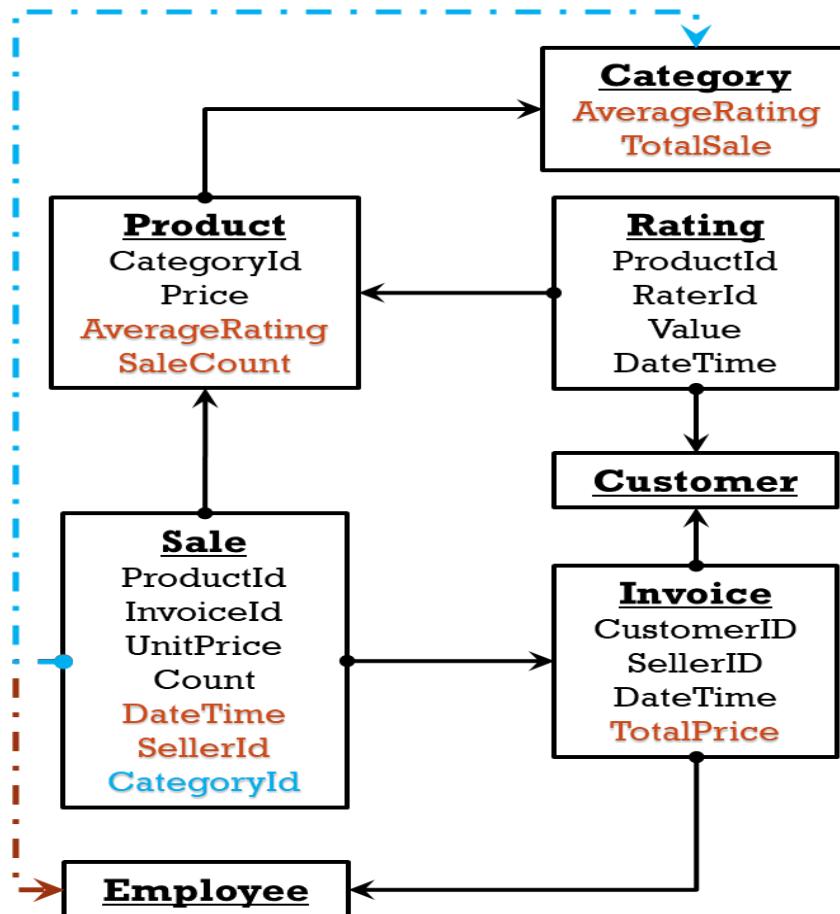 Category
AverageRating
TotalSale
Product
CategoryId
Price
AverageRating
SaleCount
Rating
ProductId
RaterId
Value
DateTime
Customer
Sale
ProductId
InvoiceId
UnitPrice
Count
DateTime
SellerId
CategoryId
Invoice
CustomerID
SellerID
DateTime
TotalPrice
Employee